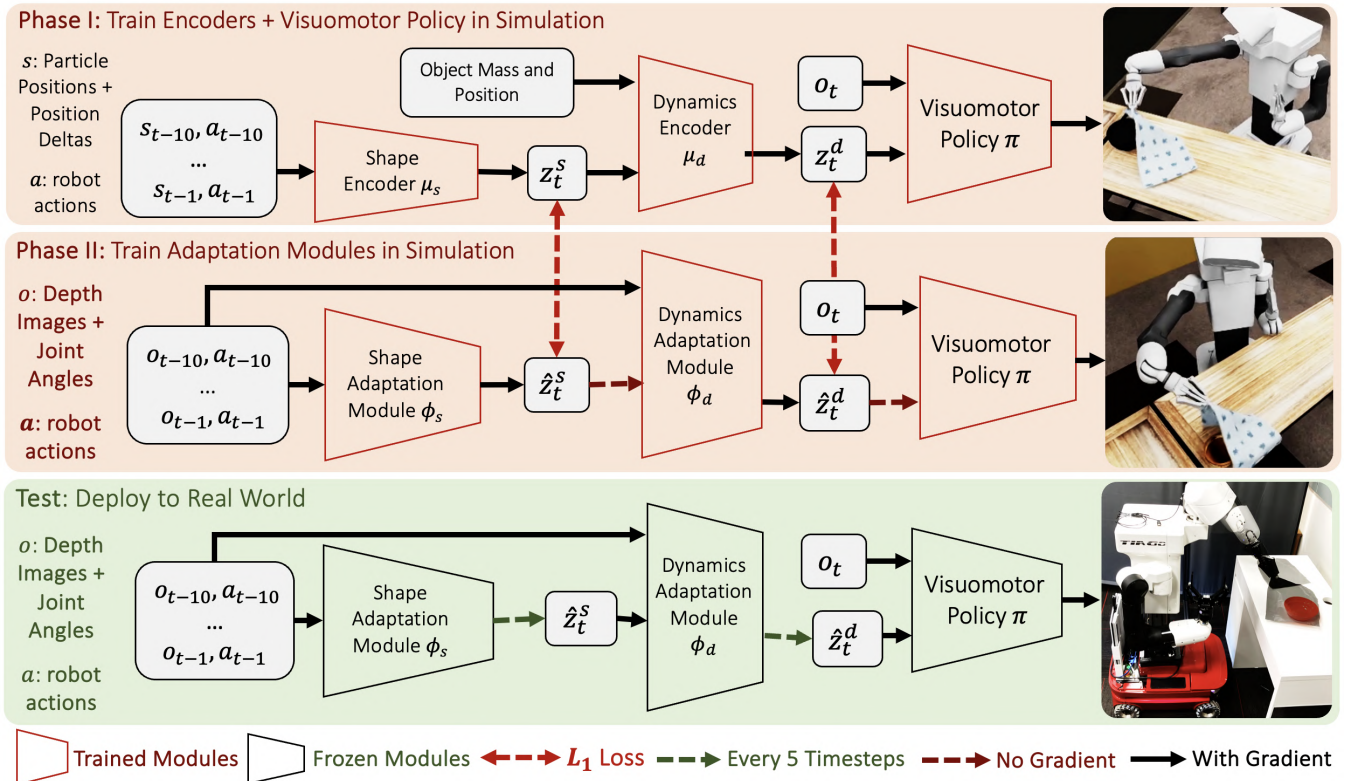 Phase I: Train Encoders + Visuomotor Policy in Simulation
s: Particle
Positions +
Position
Deltas
a: robot
actions
s_{t-10}, a_{t-10}
...
s_{t-1}, a_{t-1}
Shape
Encoder μ_s
z_t^s
Object Mass and
Position
Dynamics
Encoder
μ_d
o_t
z_t^d
Visuomotor
Policy π
Phase II: Train Adaptation Modules in Simulation
o: Depth
Images +
Joint
Angles
a: robot
actions
o_{t-10}, a_{t-10}
...
o_{t-1}, a_{t-1}
Shape
Adaptation
Module ϕ_s
ẑ_t^s
Dynamics
Adaptation
Module
ϕ_d
o_t
ẑ_t^d
Visuomotor
Policy π
Test: Deploy to Real World
o: Depth
Images +
Joint
Angles
a: robot
actions
o_{t-10}, a_{t-10}
...
o_{t-1}, a_{t-1}
Shape
Adaptation
Module ϕ_s
ẑ_t^s
Dynamics
Adaptation
Module
ϕ_d
o_t
ẑ_t^d
Visuomotor
Policy π
TIAGo
Trained Modules
Frozen Modules
L_1 Loss
Every 5 Timesteps
No Gradient
With Gradient